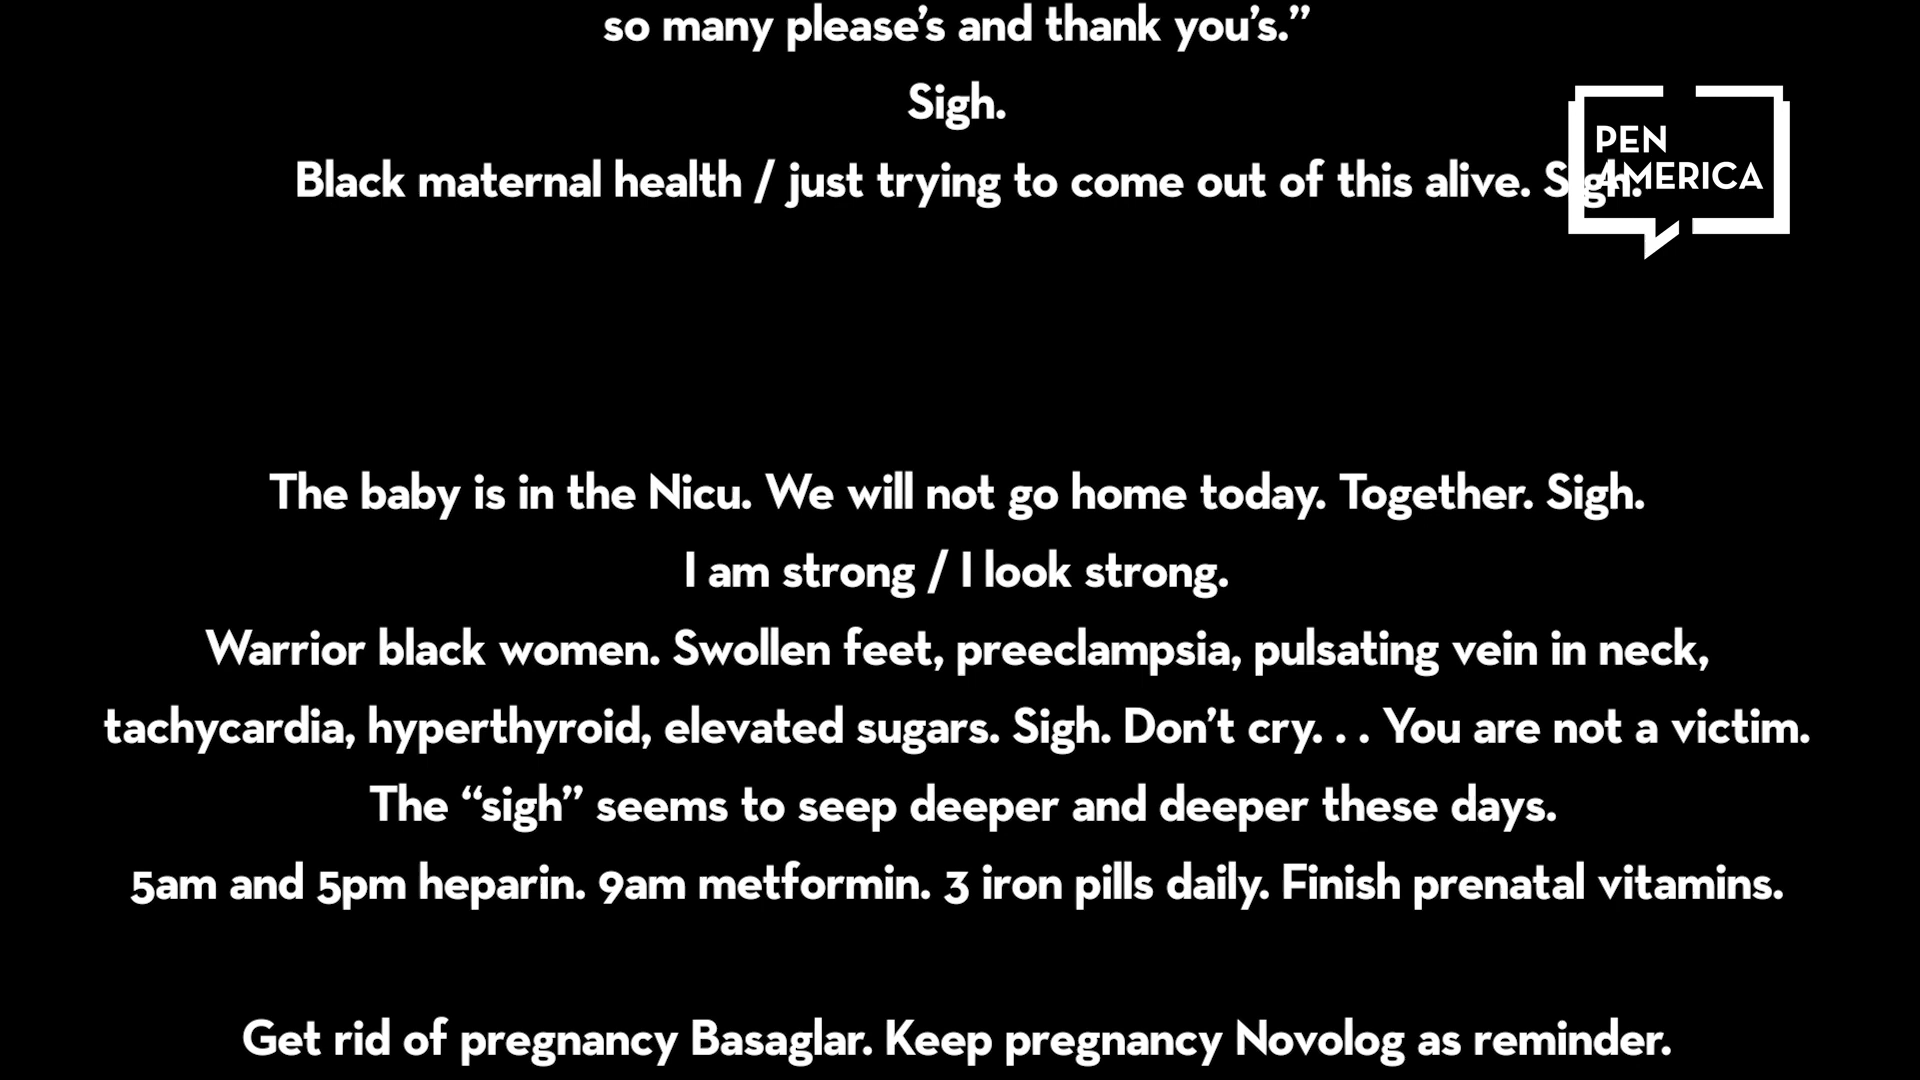 so many please’s and thank you’s.”
Sigh.
Black maternal health / just trying to come out of this alive. Sigh.
PEN
AMERICA
The baby is in the Nicu. We will not go home today. Together. Sigh.
I am strong / I look strong.
Warrior black women. Swollen feet, preeclampsia, pulsating vein in neck,
tachycardia, hyperthyroid, elevated sugars. Sigh. Don’t cry. . . You are not a victim.
The “sigh” seems to seep deeper and deeper these days.
5am and 5pm heparin. 9am metformin. 3 iron pills daily. Finish prenatal vitamins.
Get rid of pregnancy Basaglar. Keep pregnancy Novolog as reminder.